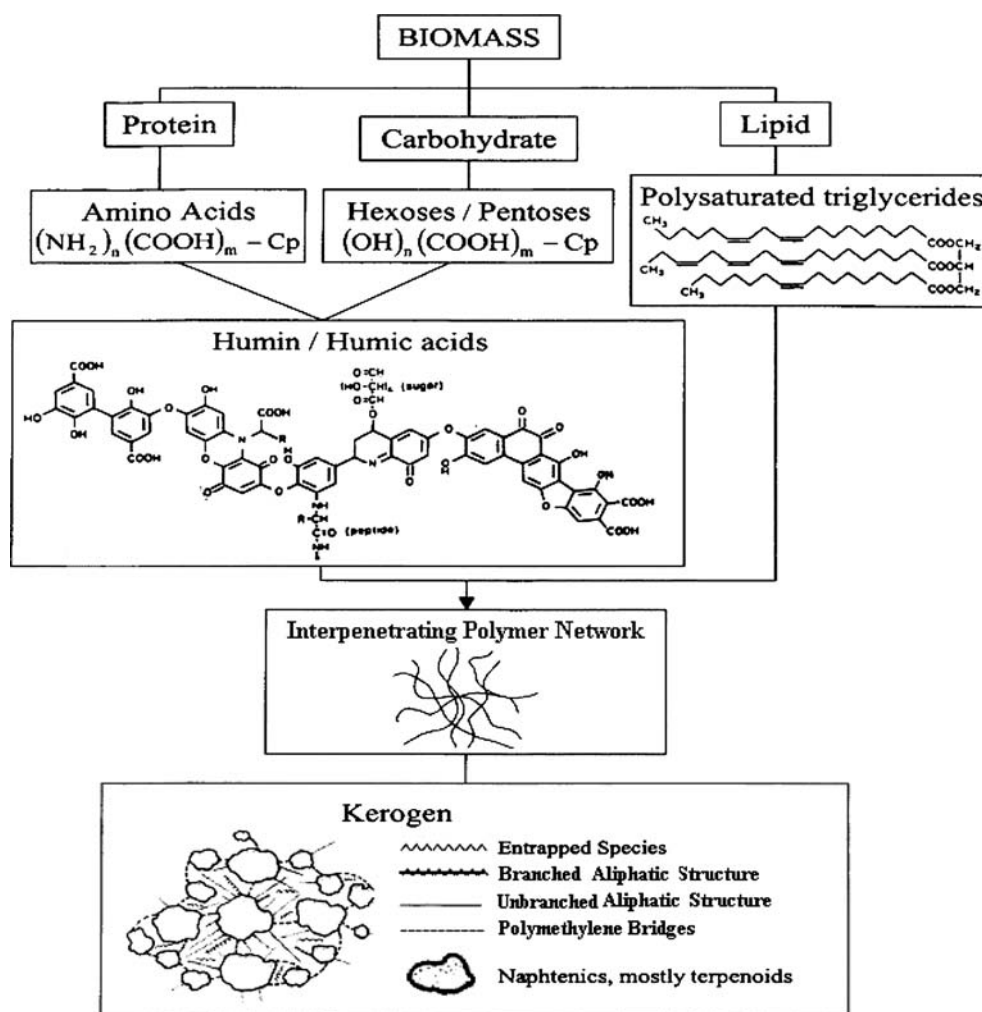 BIOMASS
Protein
Carbohydrate
Lipid
Amino Acids
(NH₂)ₙ(COOH)ₘ – Cp
Hexoses / Pentoses
(OH)ₙ(COOH)ₘ – Cp
Polysaturated triglycerides
CH₃
COOCH₂
CH₃
COOCH
CH₃
COOCH₂
Humin / Humic acids
COOH
HO
OH
OH
COOH
O
OH
COOH
N
R
O
O
O
O
HO
O=CH
(HO-CH)₄ (sugar)
O=CH
O
N
O
NH
R-CH
C=O (peptide)
NH
O
O
O
O
H
OH
OH
O
COOH
COOH
Interpenetrating Polymer Network
Kerogen
Entrapped Species
Branched Aliphatic Structure
Unbranched Aliphatic Structure
Polymethylene Bridges
Naphtenics, mostly terpenoids